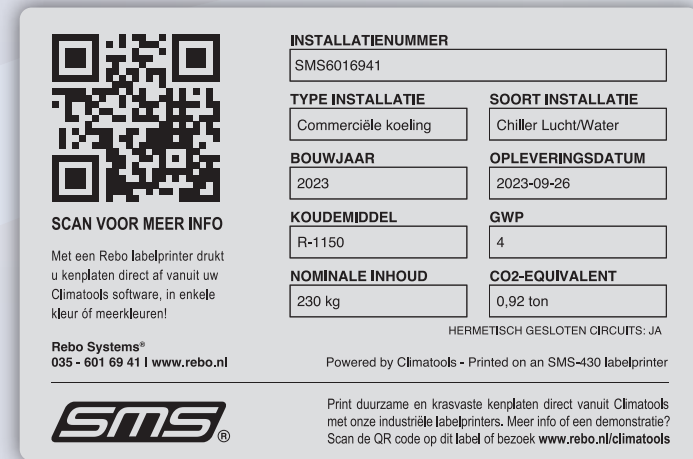 INSTALLATIENUMMER
SMS6016941
TYPE INSTALLATIE
Commerciële koeling
SOORT INSTALLATIE
Chiller Lucht/Water
BOUWJAAR
2023
OPLEVERINGSDATUM
2023-09-26
KOUDEMIDDEL
R-1150
GWP
4
NOMINALE INHOUD
230 kg
CO2-EQUIVALENT
0,92 ton
HERMETISCH GESLOTEN CIRCUITS: JA
SCAN VOOR MEER INFO
Met een Rebo labelprinter drukt
u kenplaten direct af vanuit uw
Climatools software, in enkele
kleur óf meerkleuren!
Rebo Systems®
035 - 601 69 41 I www.rebo.nl
Powered by Climatools - Printed on an SMS-430 labelprinter
SMS®
Print duurzame en krasvaste kenplaten direct vanuit Climatools
met onze industriële labelprinters. Meer info of een demonstratie?
Scan de QR code op dit label of bezoek www.rebo.nl/climatools